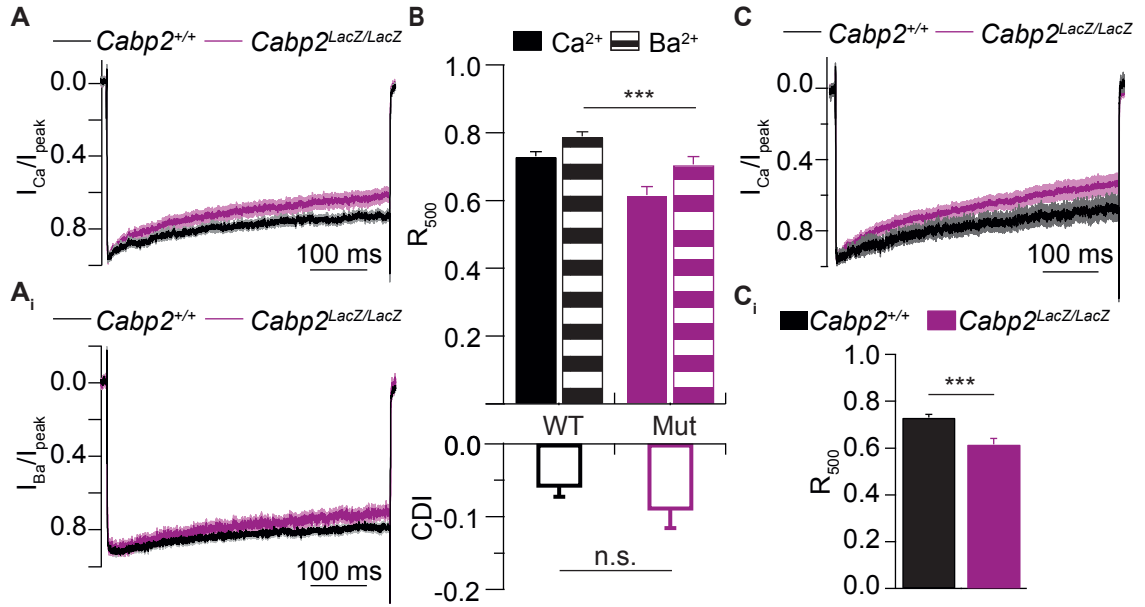 A
Cabp2+/+ Cabp2LacZ/LacZ
0.0
0.4
0.8
ICa/Ipeak
100 ms
Ai
Cabp2+/+ Cabp2LacZ/LacZ
0.0
0.4
0.8
IBa/Ipeak
100 ms
B
Ca2+ Ba2+
1.0
0.8
0.6
0.4
0.2
R500
***
WT Mut
0.0
-0.1
-0.2
CDI
n.s.
C
Cabp2+/+ Cabp2LacZ/LacZ
0.0
0.4
0.8
ICa/Ipeak
100 ms
Ci
Cabp2+/+ Cabp2LacZ/LacZ
1.0
0.8
0.6
0.4
0.2
0.0
R500
***